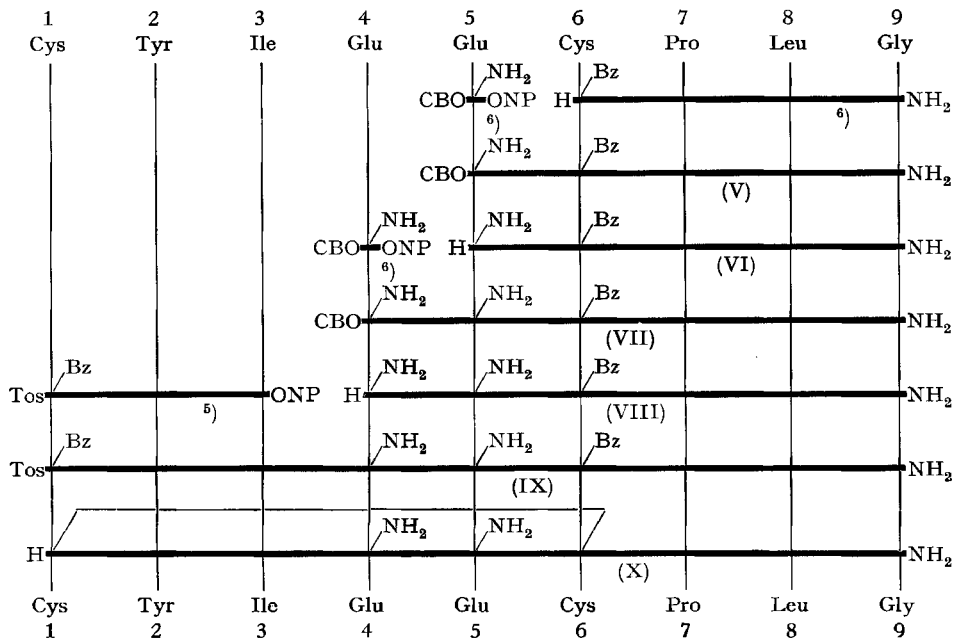 1 2 3 4 5 6 7 8 9
Cys Tyr Ile Glu Glu Cys Pro Leu Gly
NH₂ Bz
CBO ONP H NH₂
⁶⁾ ⁶⁾
NH₂ Bz
CBO NH₂
(V)
NH₂ NH₂ Bz
CBO ONP H NH₂
⁶⁾ (VI)
NH₂ NH₂ Bz
CBO NH₂
(VII)
Bz NH₂ NH₂ Bz
Tos ONP H NH₂
⁵⁾ (VIII)
Bz NH₂ NH₂ Bz
Tos NH₂
(IX)
NH₂ NH₂
H NH₂
(X)
Cys Tyr Ile Glu Glu Cys Pro Leu Gly
1 2 3 4 5 6 7 8 9